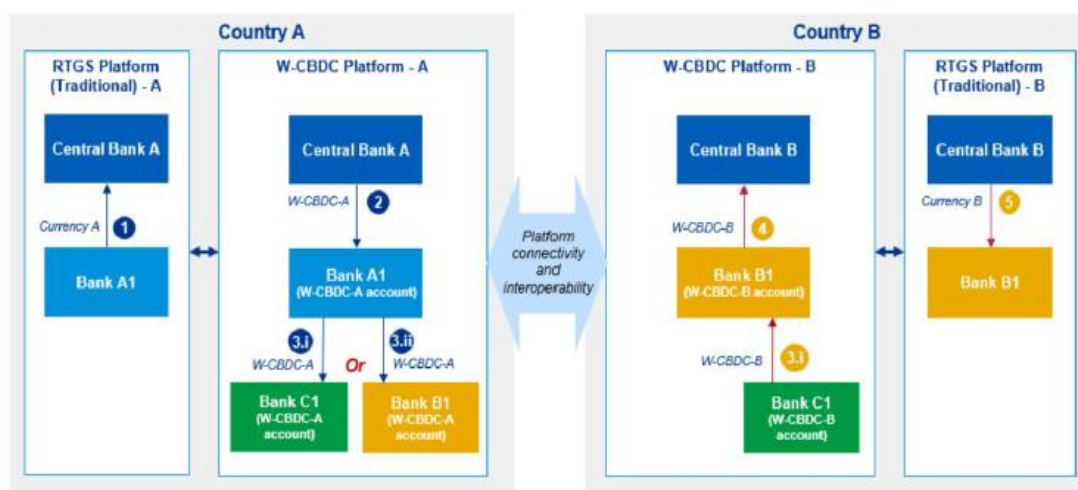 Country A
RTGS Platform
(Traditional) - A
Central Bank A
Currency A
1
Bank A1
W-CBDC Platform - A
Central Bank A
W-CBDC-A
2
Bank A1
(W-CBDC-A account)
3.i
3.ii
W-CBDC-A
Or
W-CBDC-A
Bank C1
(W-CBDC-A
account)
Bank B1
(W-CBDC-A
account)
Platform
connectivity
and
interoperability
Country B
W-CBDC Platform - B
Central Bank B
W-CBDC-B
4
Bank B1
(W-CBDC-B account)
W-CBDC-B
3.i
Bank C1
(W-CBDC-B
account)
RTGS Platform
(Traditional) - B
Central Bank B
Currency B
5
Bank B1